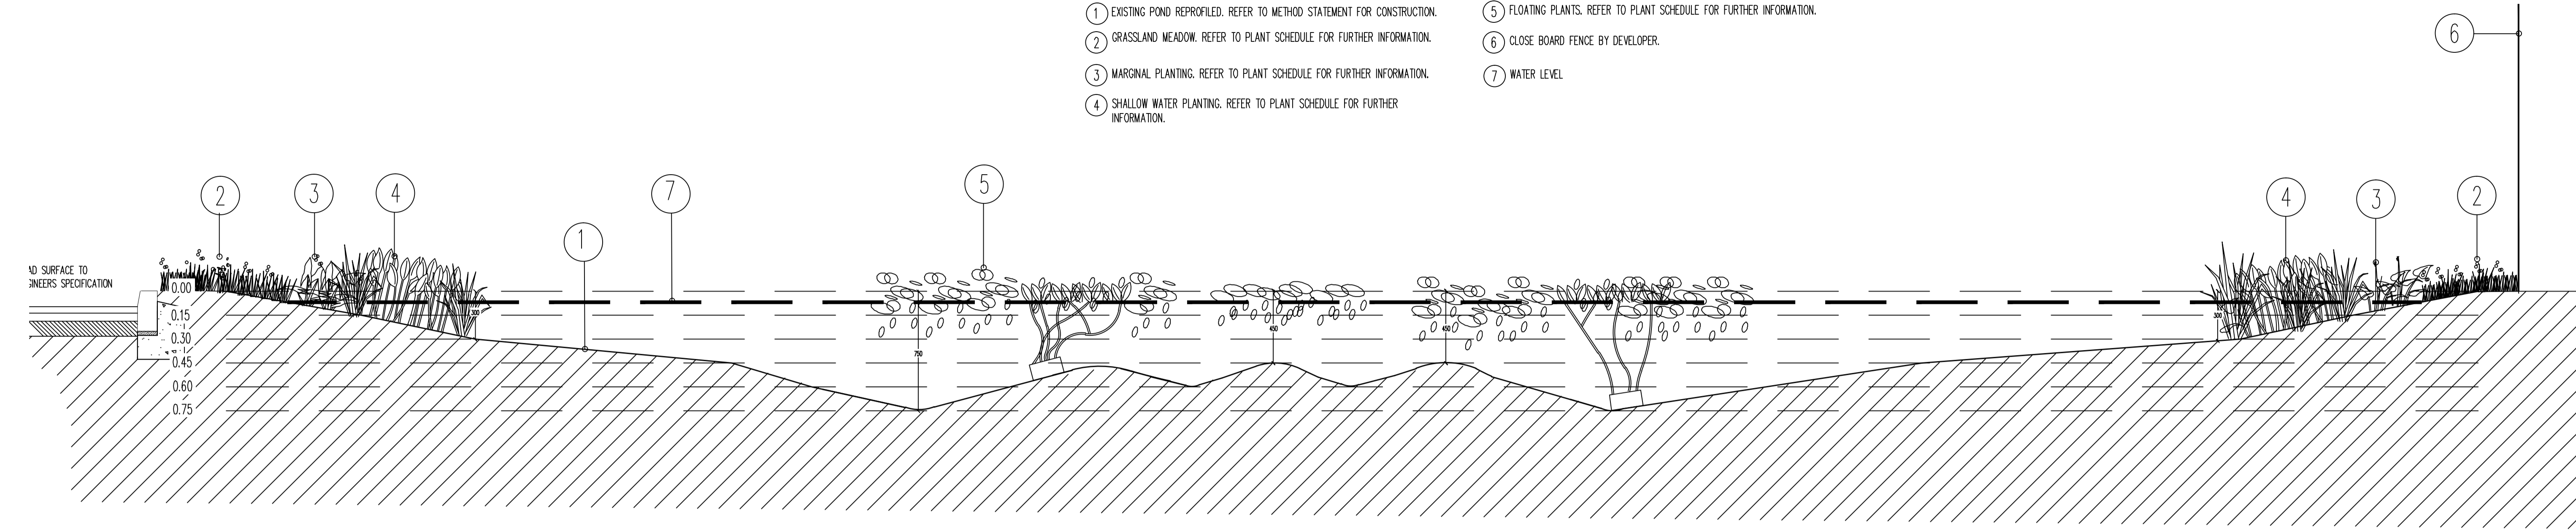 1 EXISTING POND REPROFILED. REFER TO METHOD STATEMENT FOR CONSTRUCTION.
2 GRASSLAND MEADOW. REFER TO PLANT SCHEDULE FOR FURTHER INFORMATION.
3 MARGINAL PLANTING. REFER TO PLANT SCHEDULE FOR FURTHER INFORMATION.
4 SHALLOW WATER PLANTING. REFER TO PLANT SCHEDULE FOR FURTHER
INFORMATION.
5 FLOATING PLANTS. REFER TO PLANT SCHEDULE FOR FURTHER INFORMATION.
6 CLOSE BOARD FENCE BY DEVELOPER.
7 WATER LEVEL
6
2
3
4
1
7
5
4
3
2
AD SURFACE TO
GINEERS SPECIFICATION
0.00
0.15
0.30
0.45
0.60
0.75
300
750
450
450
300